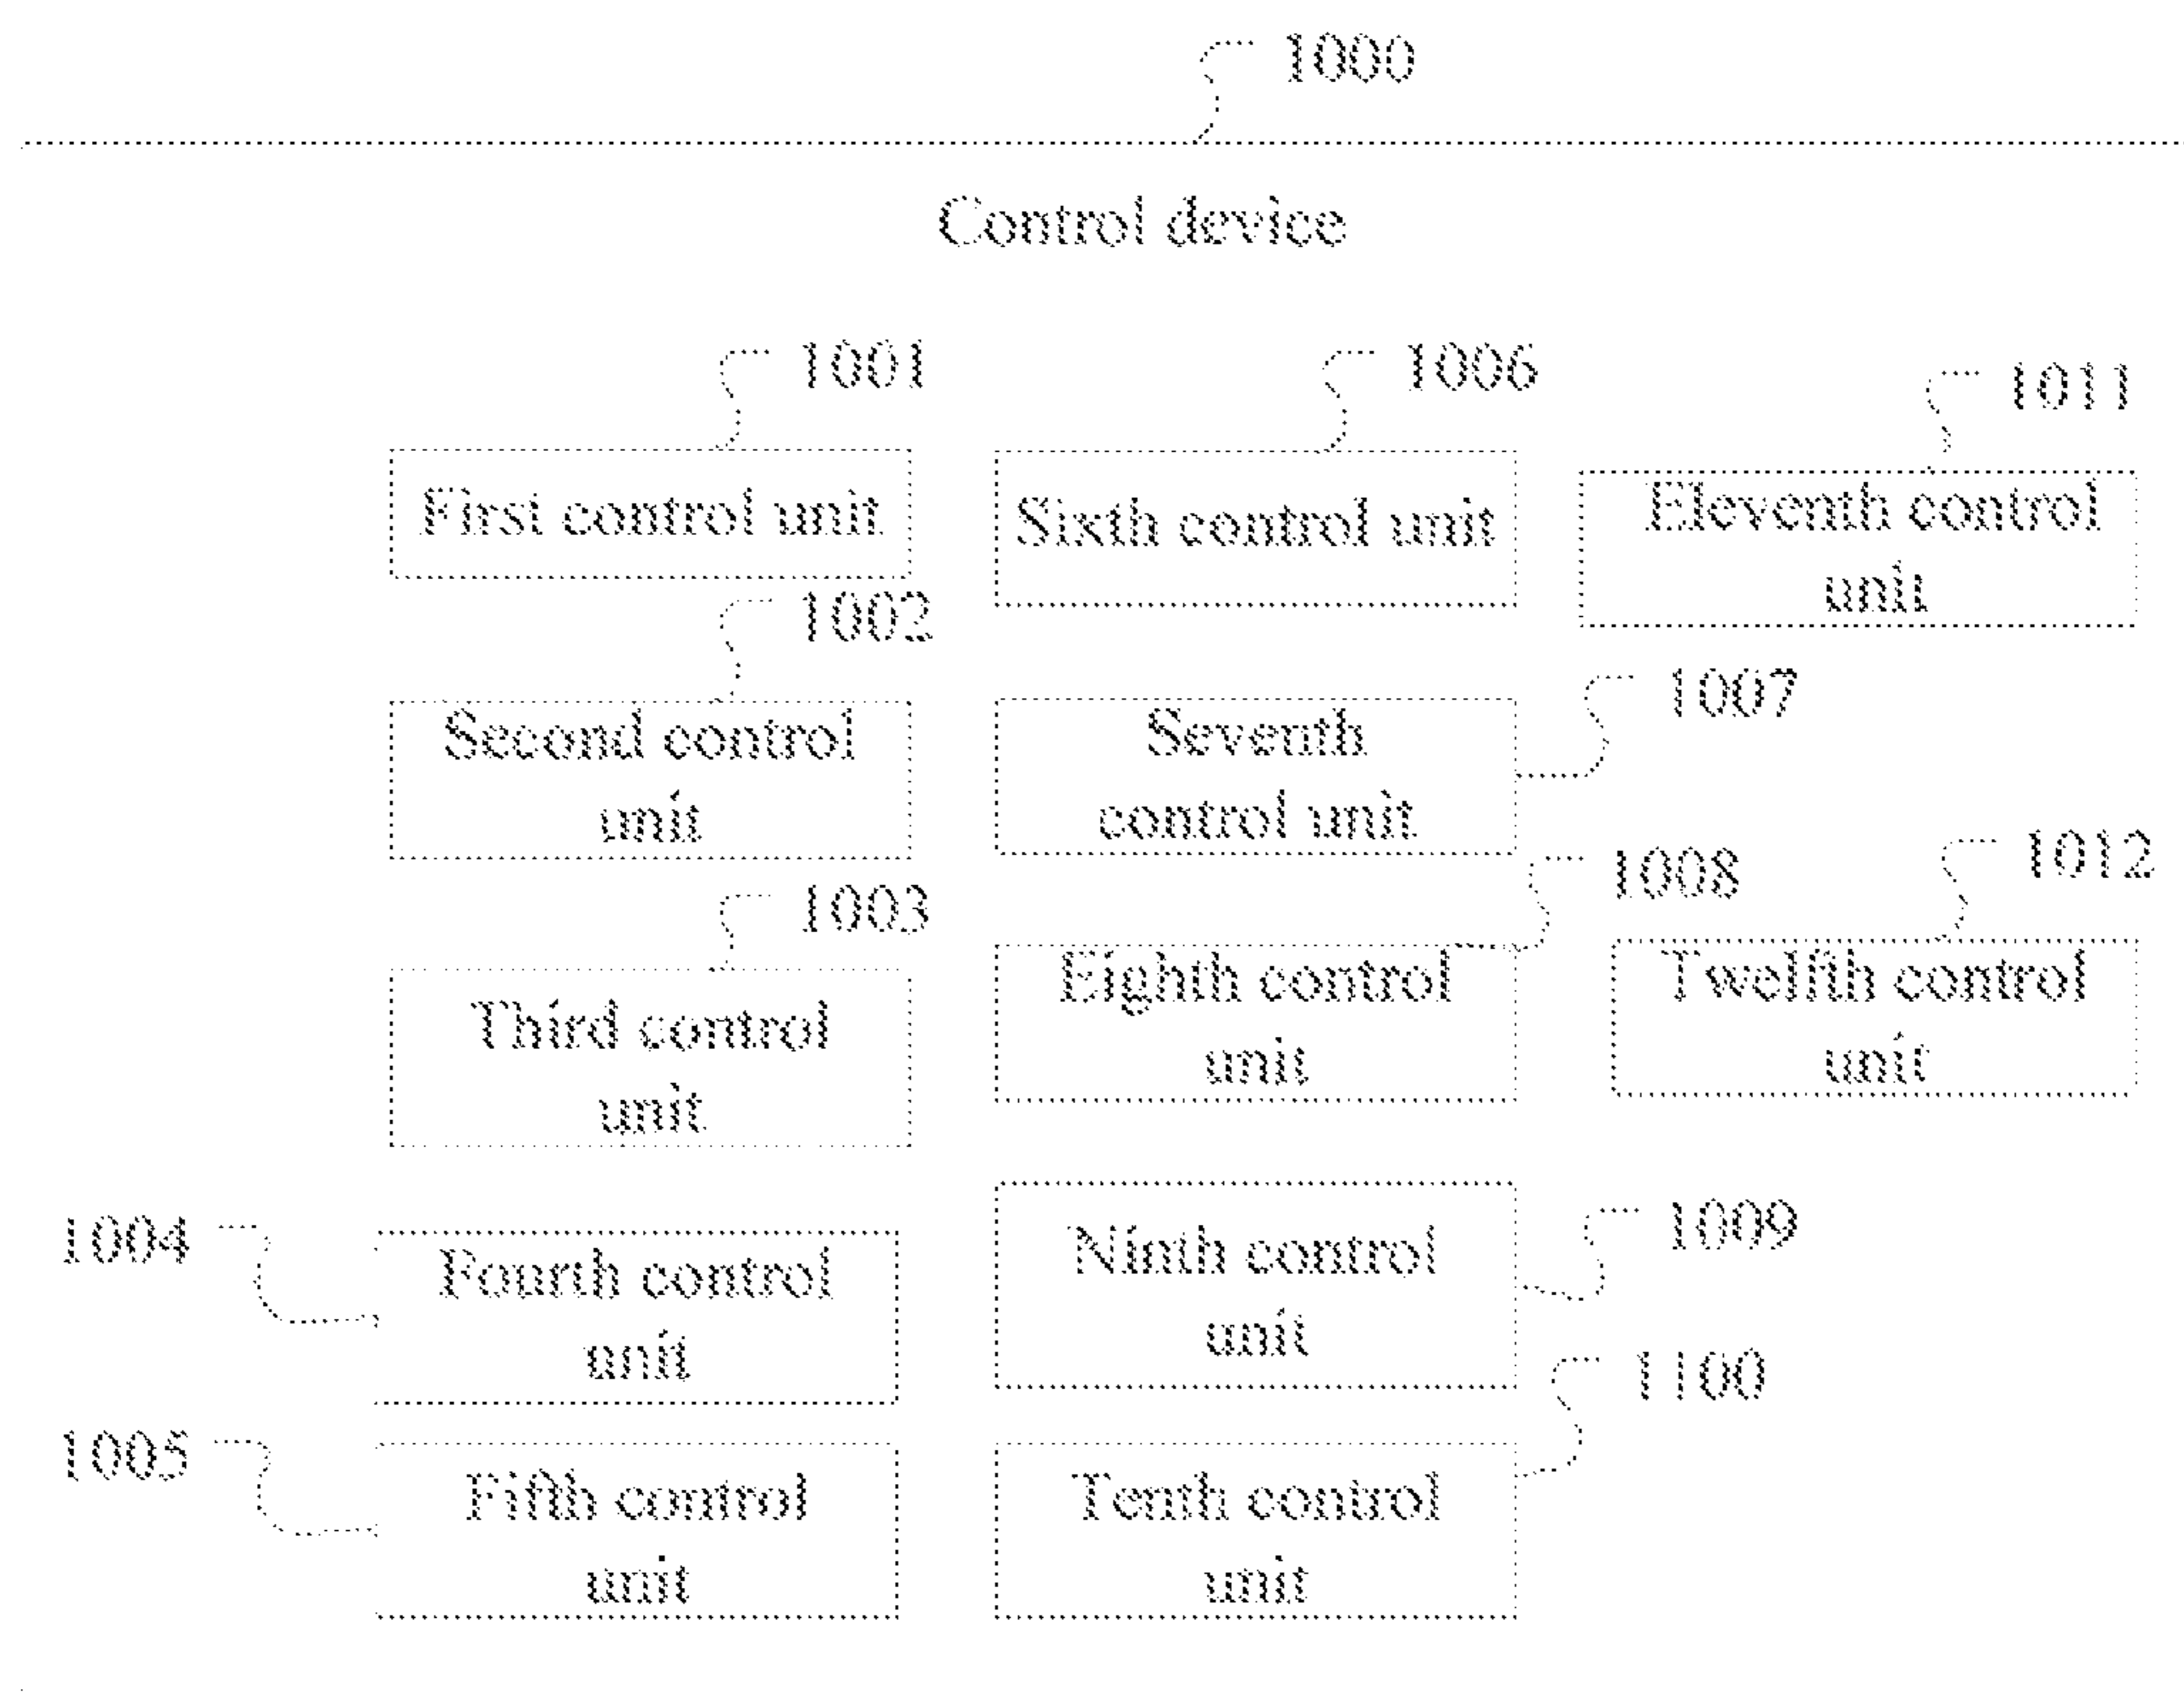 1000
Control device
1001
First control unit
1002
Second control
unit
1003
Third control
unit
1004
Fourth control
unit
1005
Fifth control
unit
1006
Sixth control unit
1007
Seventh
control unit
1008
Eighth control
unit
1009
Ninth control
unit
1100
Tenth control
unit
1011
Eleventh control
unit
1012
Twelfth control
unit